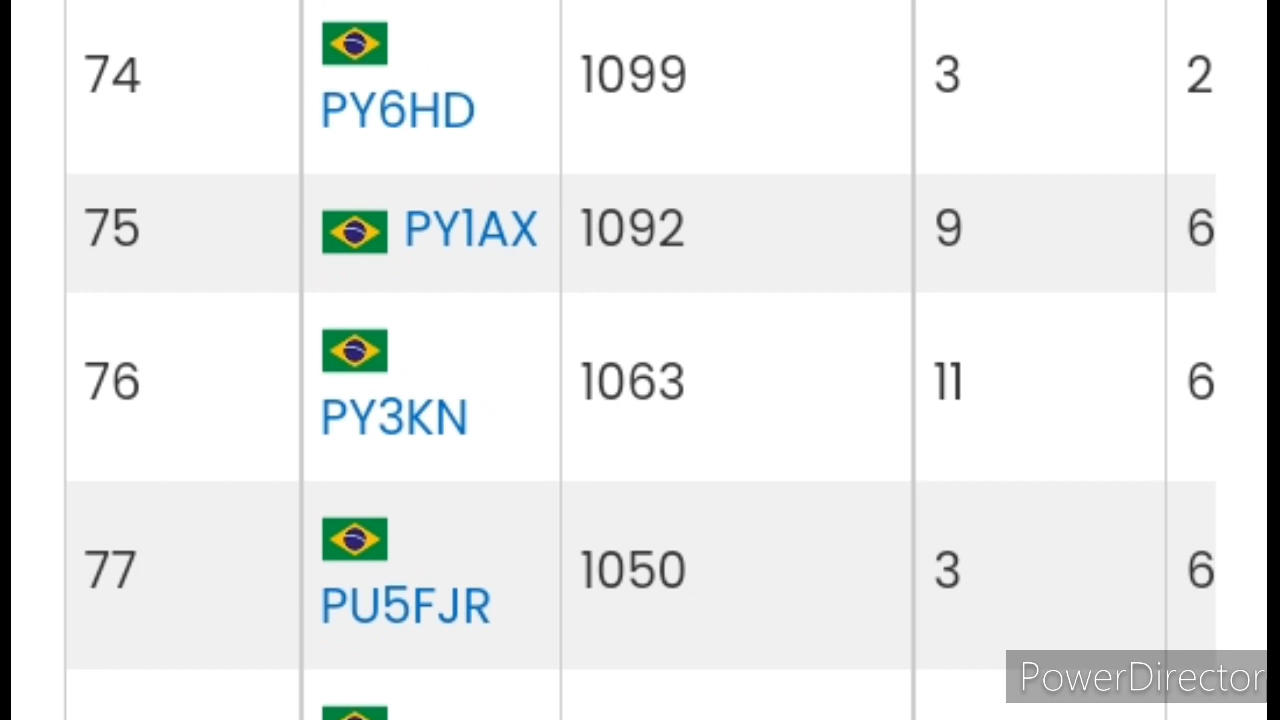 74 PY6HD 1099 3 2
75 PY1AX 1092 9 6
76 PY3KN 1063 11 6
77 PU5FJR 1050 3 6
PowerDirector